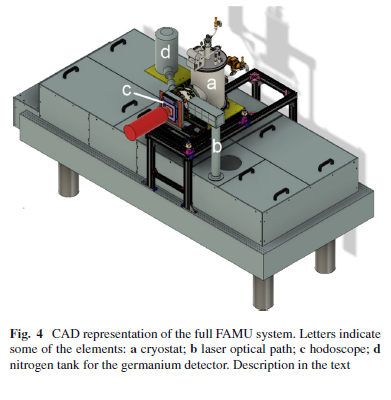 d
a
c
b
Fig. 4 CAD representation of the full FAMU system. Letters indicate
some of the elements: a cryostat; b laser optical path; c hodoscope; d
nitrogen tank for the germanium detector. Description in the text